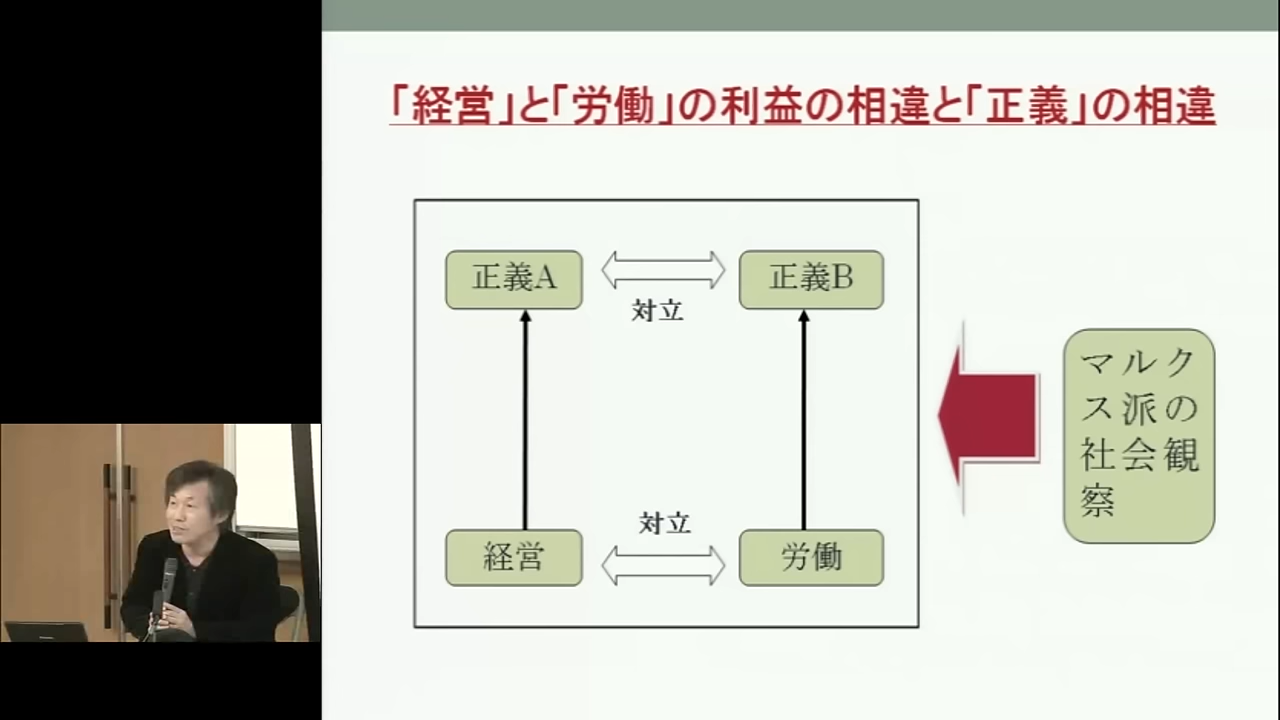 「経営」と「労働」の利益の相違と「正義」の相違
正義A
正義B
対立
対立
経営
労働
マルク
ス派の
社会観
察